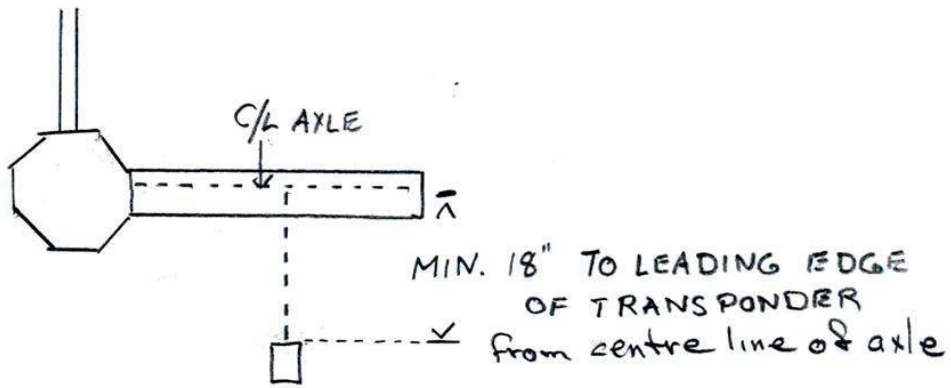 C/L AXLE
MIN. 18" TO LEADING EDGE
OF TRANSPONDER
from centre line of axle